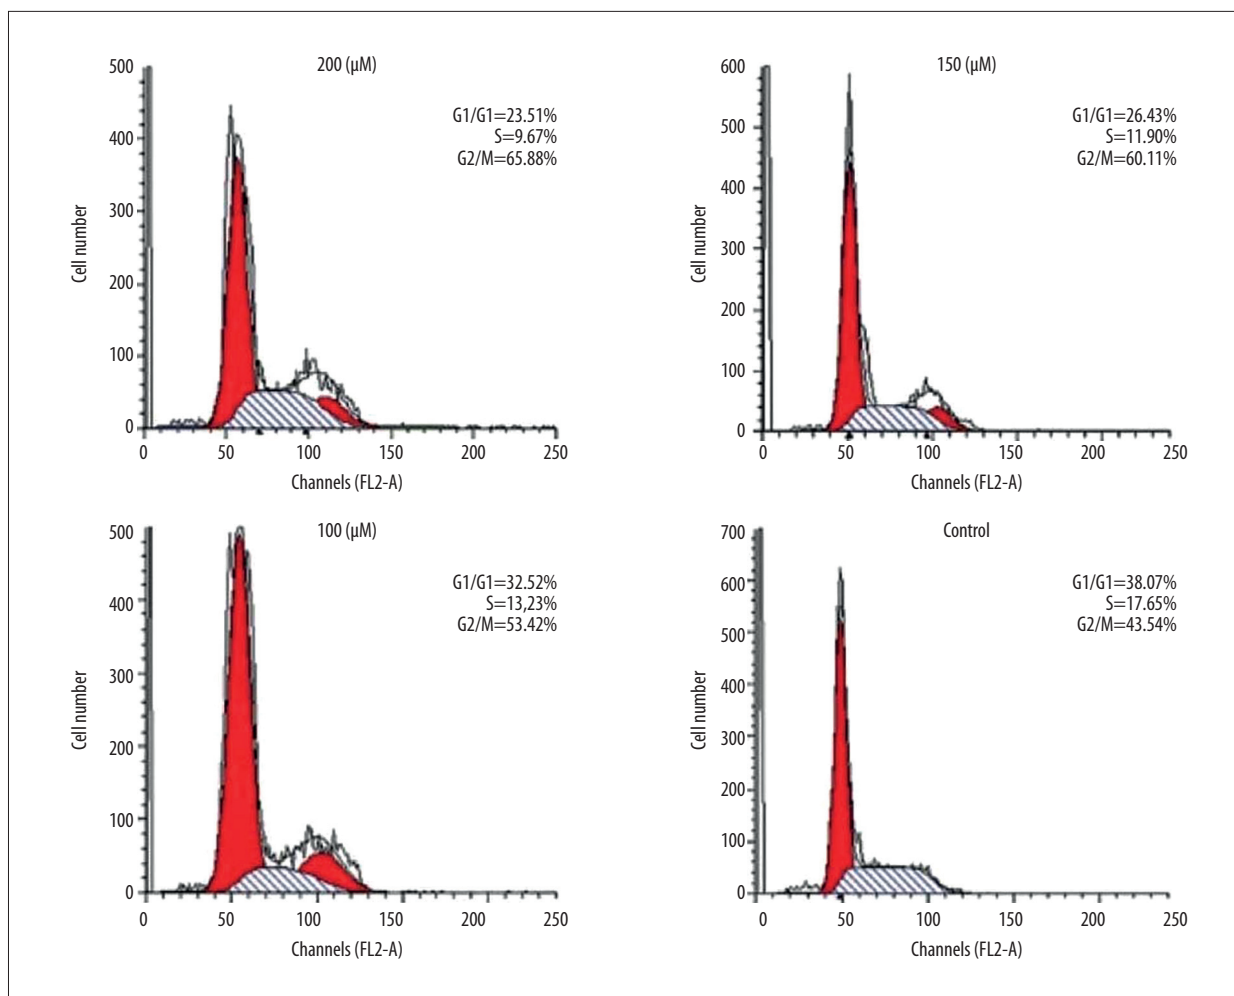 200 (μM)
G1/G1=23.51%
S=9.67%
G2/M=65.88%
Cell number
500
400
300
200
100
0
0 50 100 150 200 250
Channels (FL2-A)
150 (μM)
G1/G1=26.43%
S=11.90%
G2/M=60.11%
Cell number
600
500
400
300
200
100
0
0 50 100 150 200 250
Channels (FL2-A)
100 (μM)
G1/G1=32.52%
S=13,23%
G2/M=53.42%
Cell number
500
400
300
200
100
0
0 50 100 150 200 250
Channels (FL2-A)
Control
G1/G1=38.07%
S=17.65%
G2/M=43.54%
Cell number
700
600
500
400
300
200
100
0
0 50 100 150 200 250
Channels (FL2-A)